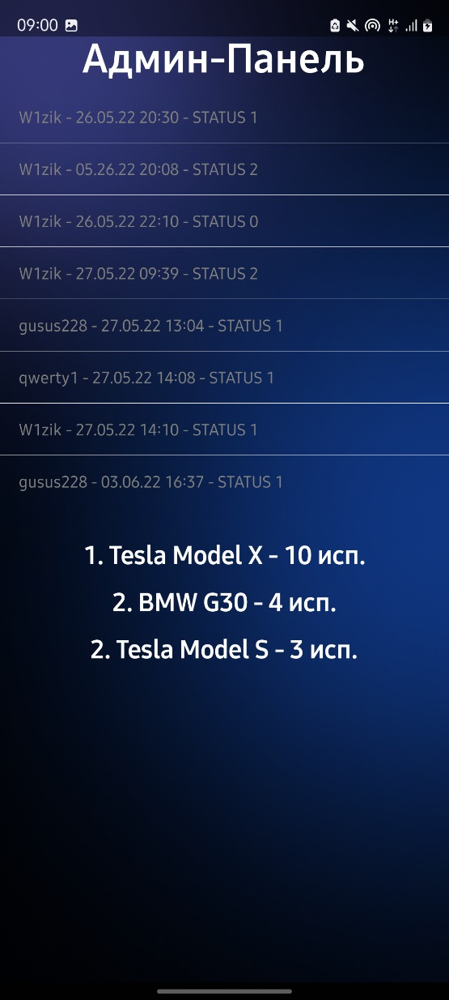 09:00
Админ-Панель
W1zik - 26.05.22 20:30 - STATUS 1
W1zik - 05.26.22 20:08 - STATUS 2
W1zik - 26.05.22 22:10 - STATUS 0
W1zik - 27.05.22 09:39 - STATUS 2
gusus228 - 27.05.22 13:04 - STATUS 1
qwerty1 - 27.05.22 14:08 - STATUS 1
W1zik - 27.05.22 14:10 - STATUS 1
gusus228 - 03.06.22 16:37 - STATUS 1
1. Tesla Model X - 10 исп.
2. BMW G30 - 4 исп.
2. Tesla Model S - 3 исп.